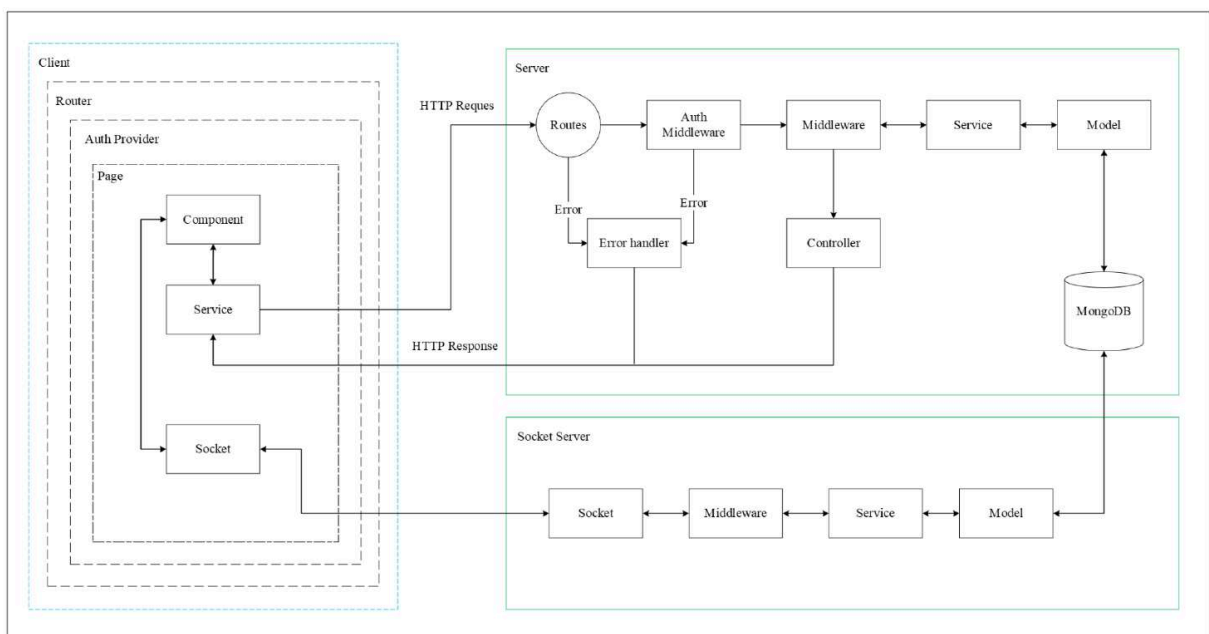 Client
Router
Auth Provider
Page
Component
Service
Socket
HTTP Reques
HTTP Response
Server
Routes
Auth
Middleware
Middleware
Service
Model
Error
Error
Error handler
Controller
MongoDB
Socket Server
Socket
Middleware
Service
Model